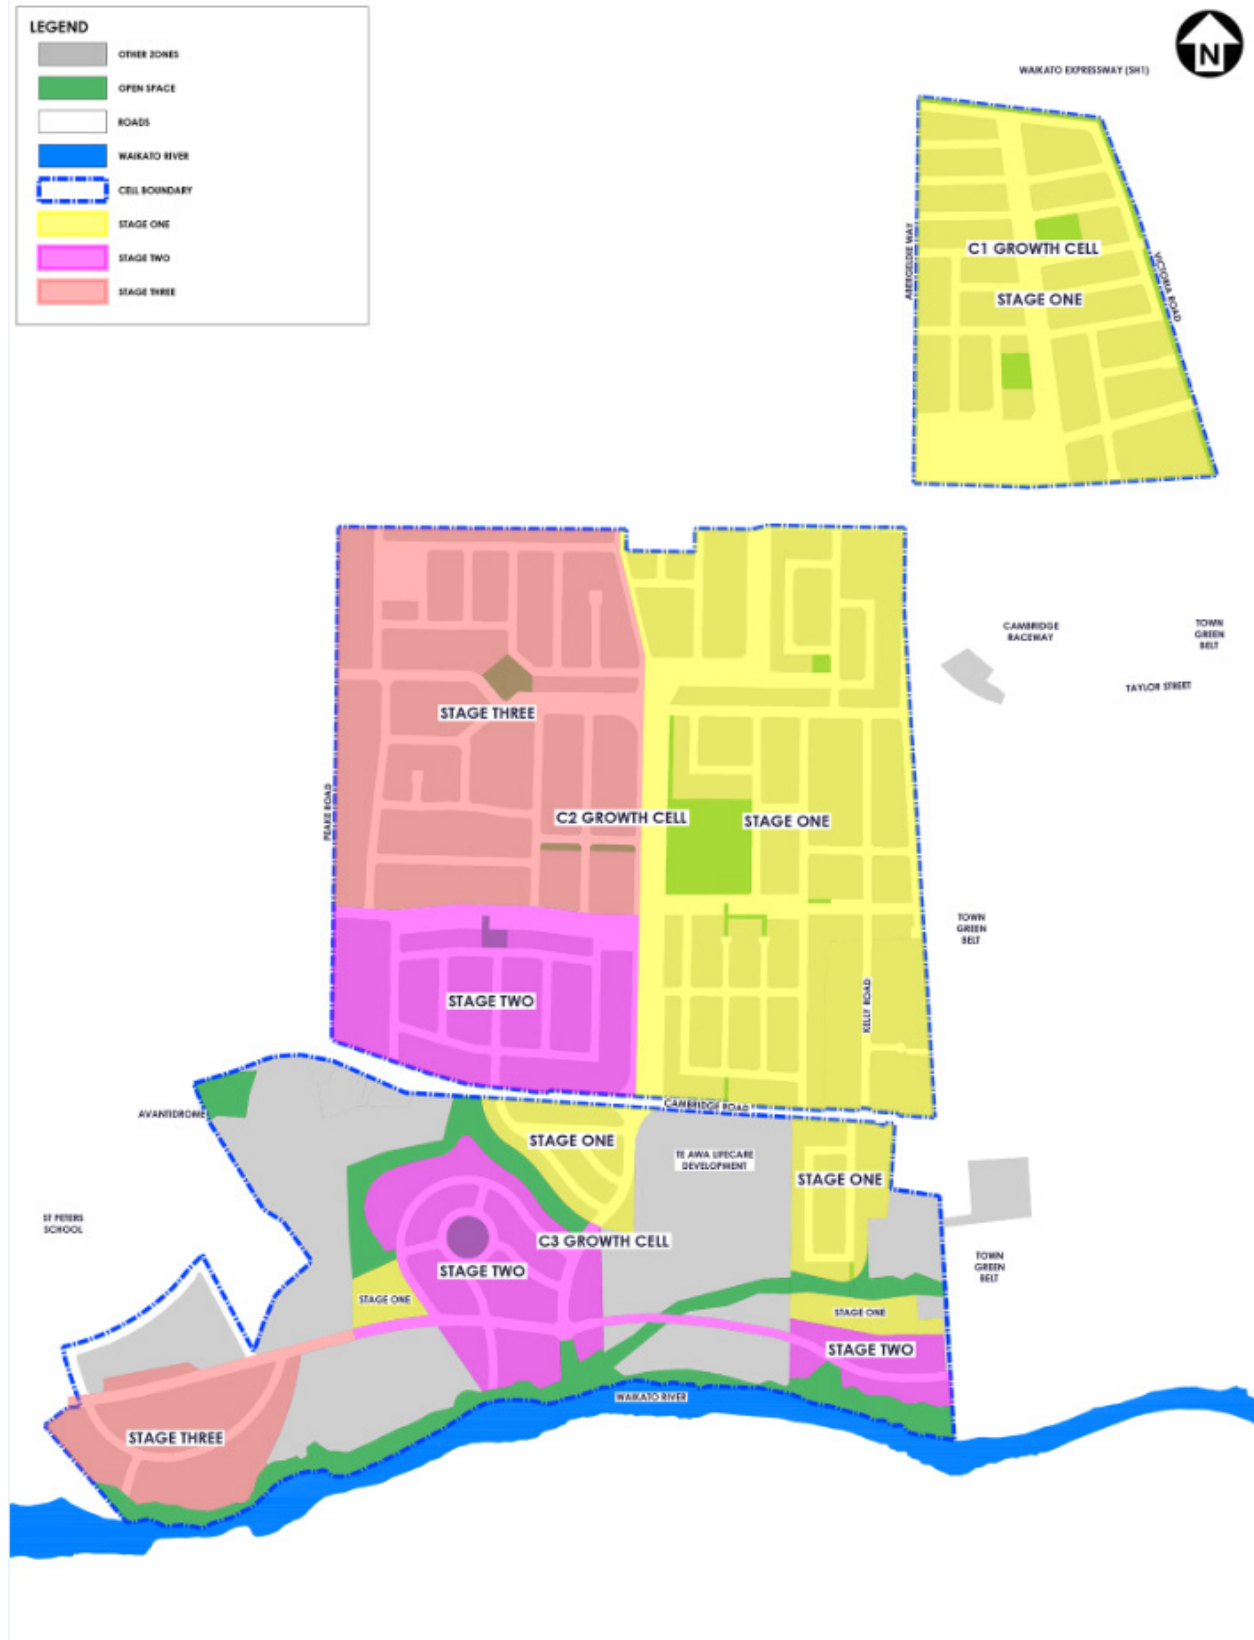 LEGEND
OTHER ZONES
OPEN SPACE
ROADS
WAIKATO RIVER
CELL BOUNDARY
STAGE ONE
STAGE TWO
STAGE THREE
N
WAIKATO EXPRESSWAY (SH1)
ABERGELDIE WAY
VICTORIA ROAD
C1 GROWTH CELL
STAGE ONE
CAMBRIDGE
RACEWAY
TOWN
GREEN
BELT
TAYLOR STREET
STAGE THREE
PEAKE ROAD
C2 GROWTH CELL
STAGE ONE
TOWN
GREEN
BELT
STAGE TWO
KELLY ROAD
CAMBRIDGE ROAD
AVANTIDROME
STAGE ONE
TE AWA LIFECARE
DEVELOPMENT
STAGE ONE
ST PETERS
SCHOOL
C3 GROWTH CELL
STAGE TWO
TOWN
GREEN
BELT
STAGE ONE
STAGE ONE
STAGE TWO
WAIKATO RIVER
STAGE THREE